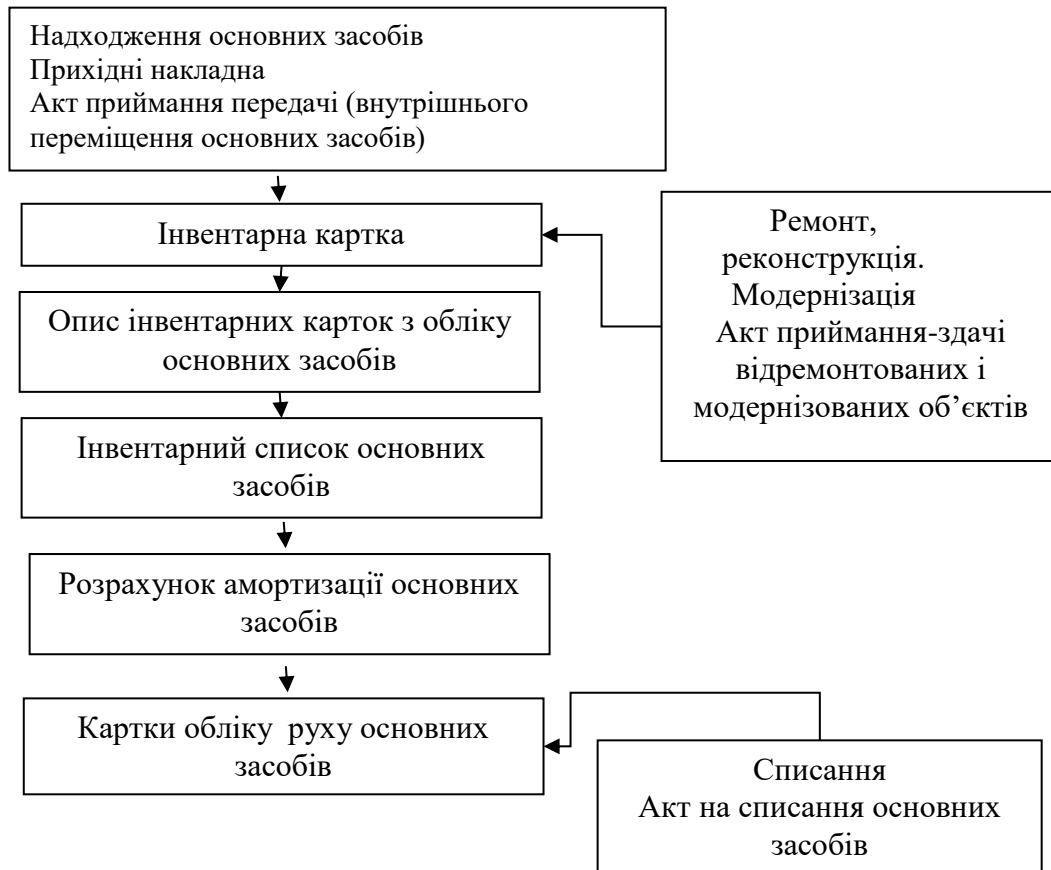 Надходження основних засобів
Прихідні накладна
Акт приймання передачі (внутрішнього
переміщення основних засобів)
Інвентарна картка
Ремонт,
реконструкція.
Модернізація
Акт приймання-здачі
відремонтованих і
модернізованих об’єктів
Опис інвентарних карток з обліку
основних засобів
Інвентарний список основних
засобів
Розрахунок амортизації основних
засобів
Картки обліку руху основних
засобів
Списання
Акт на списання основних
засобів